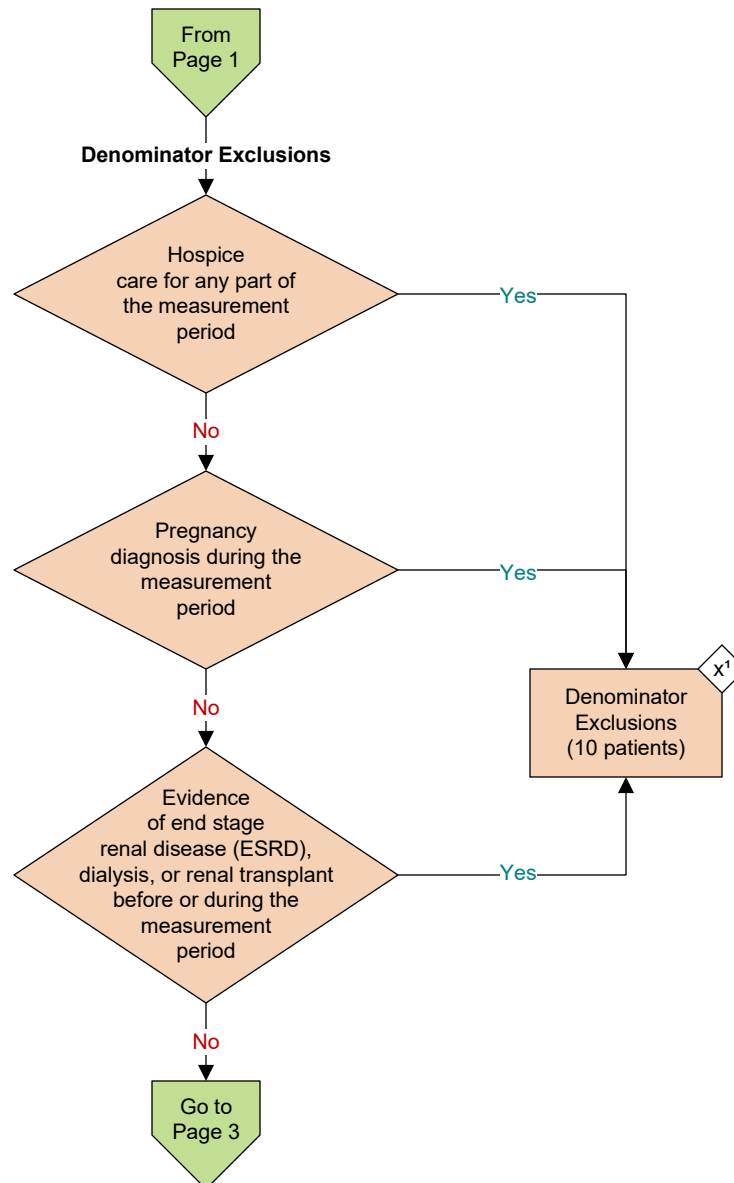 From
Page 1
Denominator Exclusions
Hospice
care for any part of
the measurement
period
Yes
No
Pregnancy
diagnosis during the
measurement
period
Yes
x¹
Denominator
Exclusions
(10 patients)
No
Evidence
of end stage
renal disease (ESRD),
dialysis, or renal transplant
before or during the
measurement
period
Yes
No
Go to
Page 3